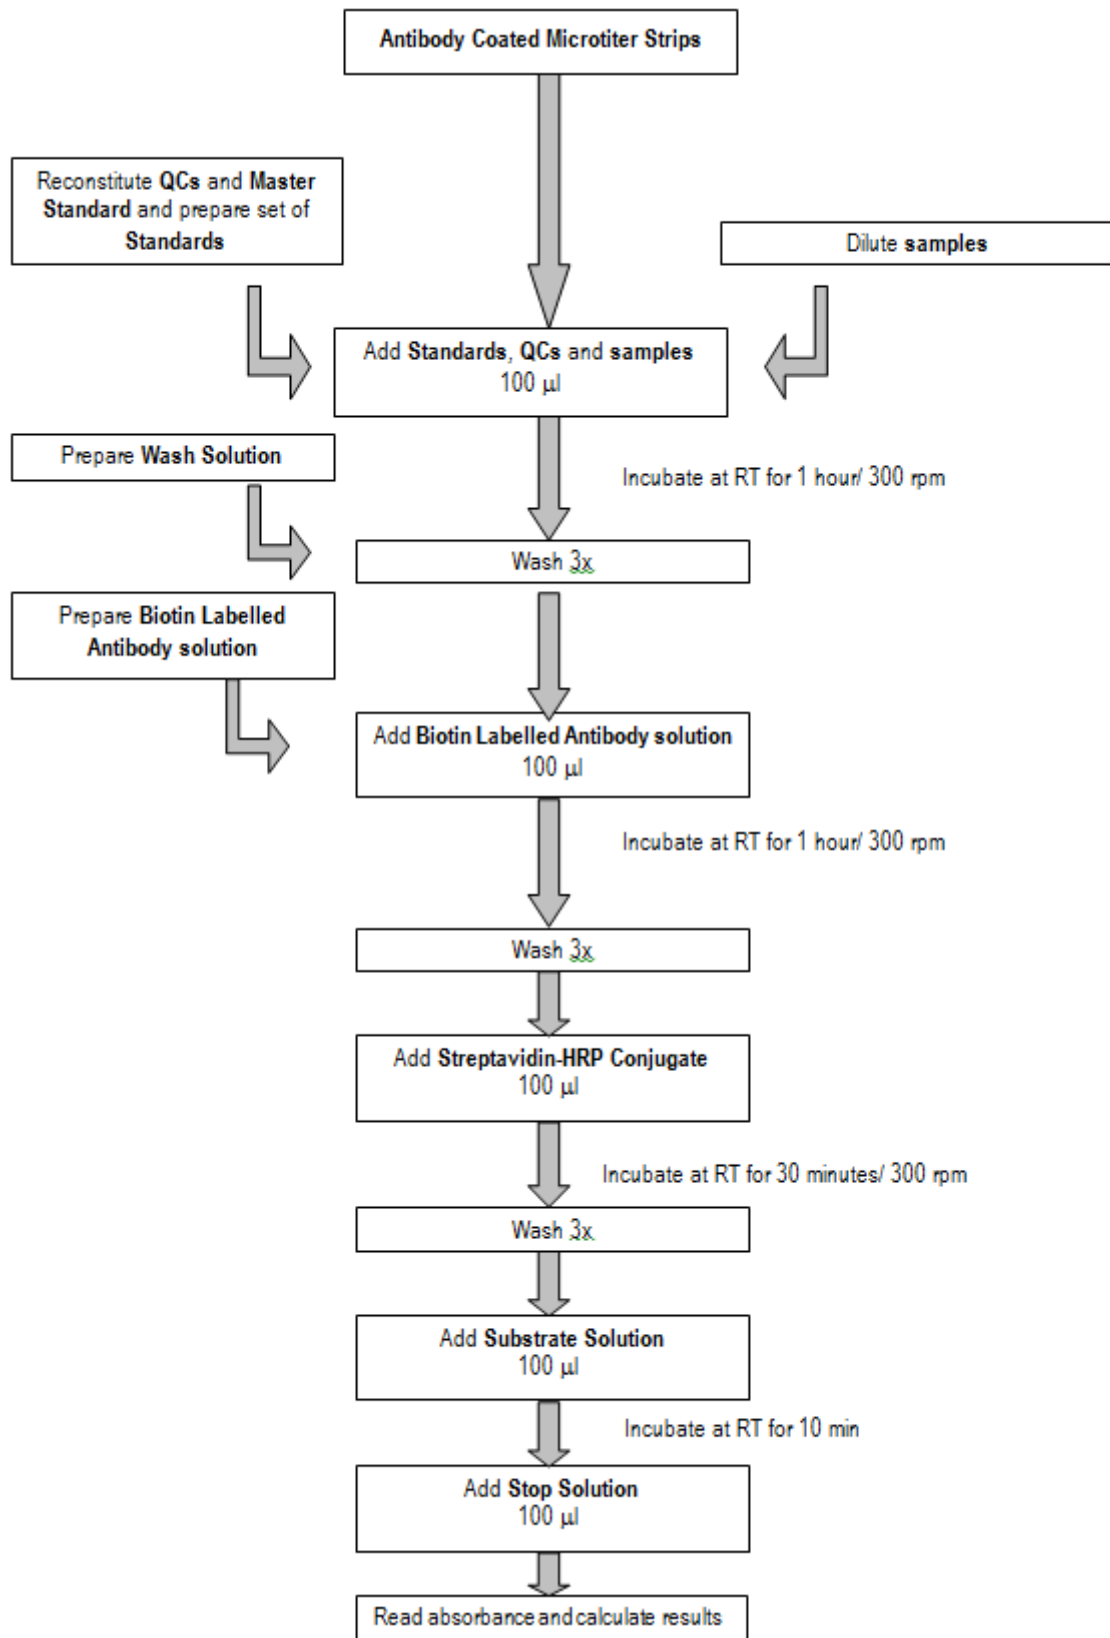 Antibody Coated Microtiter Strips
Reconstitute QCs and Master
Standard and prepare set of
Standards
Dilute samples
Add Standards, QCs and samples
100 µl
Prepare Wash Solution
Incubate at RT for 1 hour/ 300 rpm
Wash 3x
Prepare Biotin Labelled
Antibody solution
Add Biotin Labelled Antibody solution
100 µl
Incubate at RT for 1 hour/ 300 rpm
Wash 3x
Add Streptavidin-HRP Conjugate
100 µl
Incubate at RT for 30 minutes/ 300 rpm
Wash 3x
Add Substrate Solution
100 µl
Incubate at RT for 10 min
Add Stop Solution
100 µl
Read absorbance and calculate results